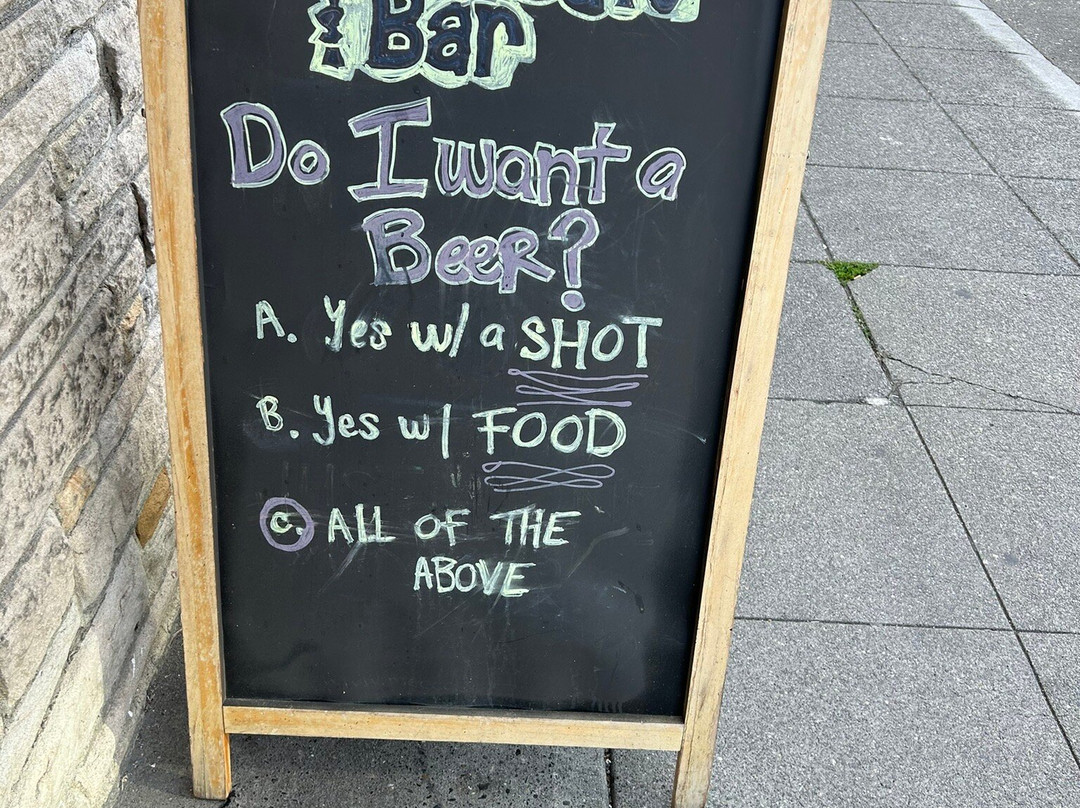 & Bar
Do I want a
Beer?
A. Yes w/ a SHOT
B. Yes w/ FOOD
C. ALL OF THE
ABOVE